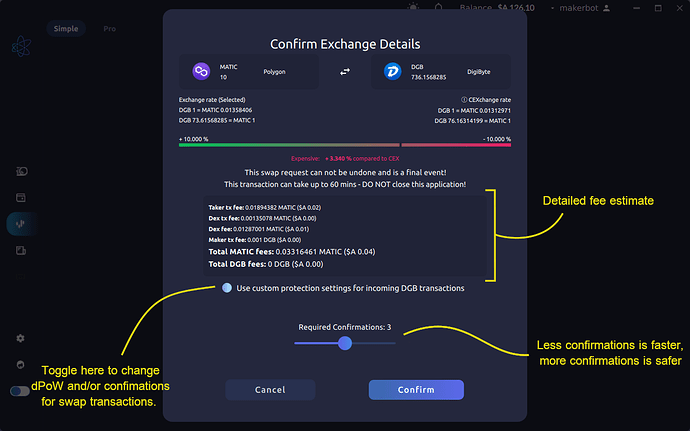 Simple
Pro
Balance $A 126.10
makerbot
Confirm Exchange Details
MATIC
10
Polygon
DGB
736.1568285
DigiByte
Exchange rate (Selected)
DGB 1 = MATIC 0.01358406
DGB 73.61568285 = MATIC 1
CEXchange rate
DGB 1 = MATIC 0.01312971
DGB 76.16314199 = MATIC 1
+ 10.000 %
- 10.000 %
Expensive: + 3.340 % compared to CEX
This swap request can not be undone and is a final event!
This transaction can take up to 60 mins - DO NOT close this application!
Taker tx fee: 0.01894382 MATIC ($A 0.02)
Dex tx fee: 0.00135078 MATIC ($A 0.00)
Dex fee: 0.01287001 MATIC ($A 0.01)
Maker tx fee: 0.001 DGB ($A 0.00)
Total MATIC fees: 0.03316461 MATIC ($A 0.04)
Total DGB fees: 0 DGB ($A 0.00)
Detailed fee estimate
Use custom protection settings for incoming DGB transactions
Required Confirmations: 3
Less confirmations is faster,
more confirmations is safer
Toggle here to change
dPoW and/or confimations
for swap transactions.
Cancel
Confirm